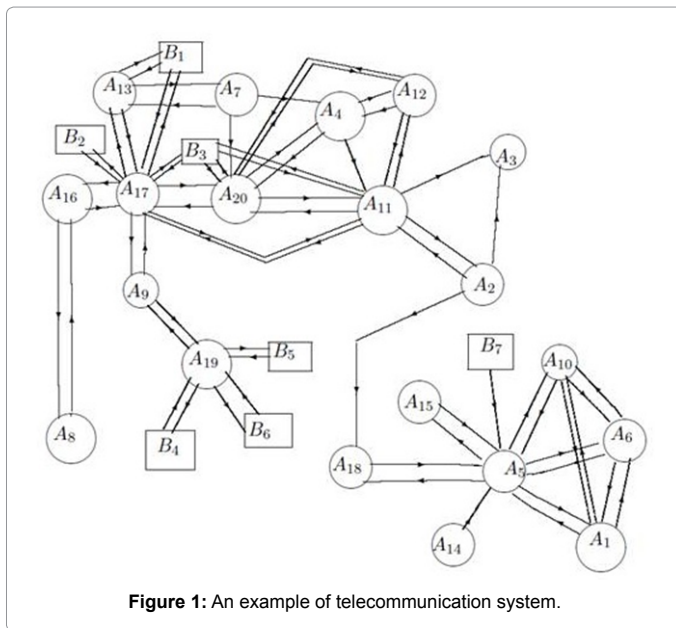 B1
A13
A7
A12
A4
B2
B3
A3
A16
A17
A20
A11
A9
A2
A19
B5
B7
A10
A15
A6
B6
B4
A8
A18
A5
A1
A14
Figure 1: An example of telecommunication system.